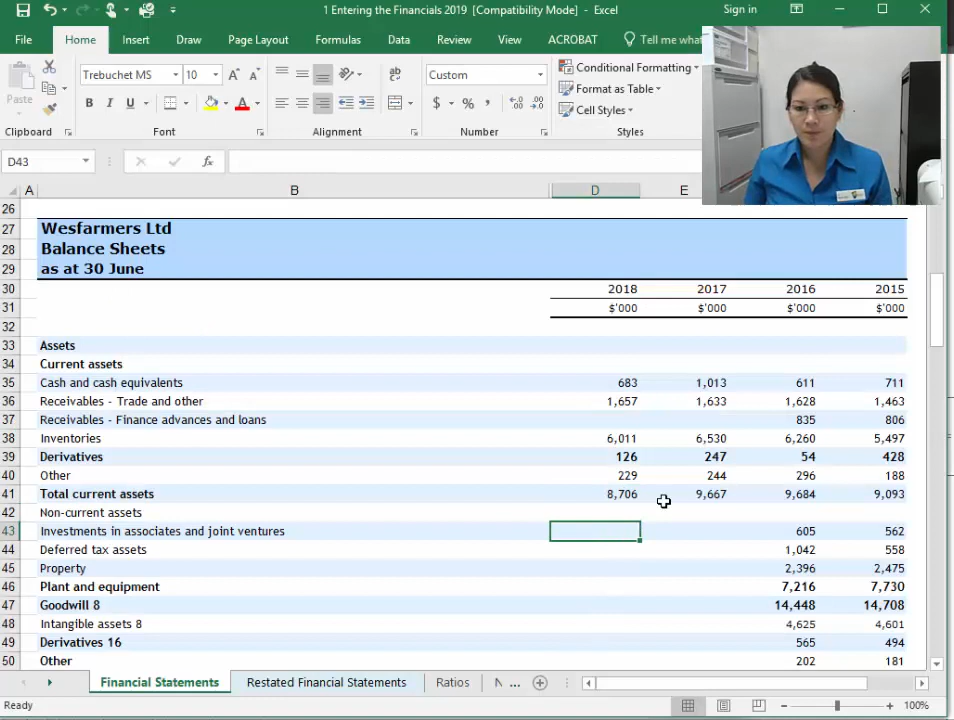 1 Entering the Financials 2019 [Compatibility Mode] - Excel
Sign in
File Home Insert Draw Page Layout Formulas Data Review View ACROBAT Tell me what
Paste
Trebuchet MS 10
B I U
Custom
$ % ,
Conditional Formatting
Format as Table
Cell Styles
Clipboard Font Alignment Number Styles
D43 fx
A B D E
26
27 Wesfarmers Ltd
28 Balance Sheets
29 as at 30 June
30 2018 2017 2016 2015
31 $'000 $'000 $'000 $'000
32
33 Assets
34 Current assets
35 Cash and cash equivalents 683 1,013 611 711
36 Receivables - Trade and other 1,657 1,633 1,628 1,463
37 Receivables - Finance advances and loans 835 806
38 Inventories 6,011 6,530 6,260 5,497
39 Derivatives 126 247 54 428
40 Other 229 244 296 188
41 Total current assets 8,706 9,667 9,684 9,093
42 Non-current assets
43 Investments in associates and joint ventures 605 562
44 Deferred tax assets 1,042 558
45 Property 2,396 2,475
46 Plant and equipment 7,216 7,730
47 Goodwill 8 14,448 14,708
48 Intangible assets 8 4,625 4,601
49 Derivatives 16 565 494
50 Other 202 181
Financial Statements Restated Financial Statements Ratios N ...
Ready 100%